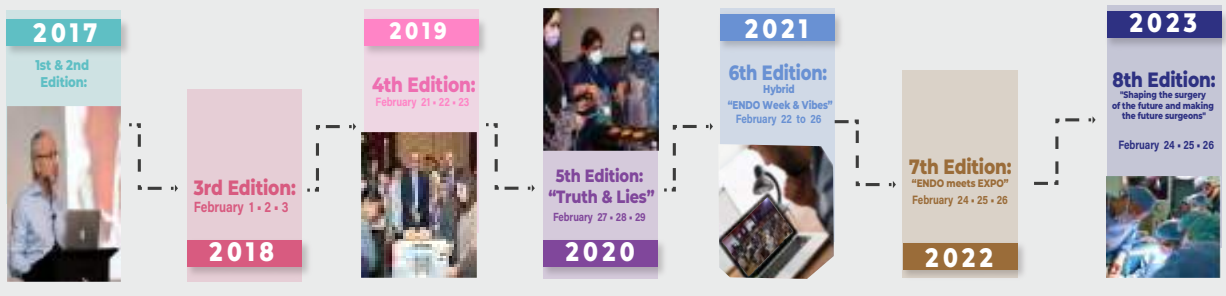 2017
1st & 2nd
Edition:
3rd Edition:
February 1 • 2 • 3
2018
2019
4th Edition:
February 21 • 22 • 23
5th Edition:
“Truth & Lies”
February 27 • 28 • 29
2020
2021
6th Edition:
Hybrid
“ENDO Week & Vibes”
February 22 to 26
7th Edition:
“ENDO meets EXPO”
February 24 • 25 • 26
2022
2023
8th Edition:
"Shaping the surgery
of the future and making
the future surgeons"
February 24 • 25 • 26